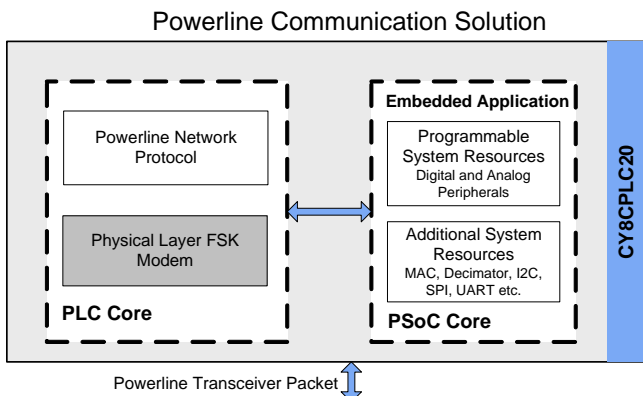 Powerline Communication Solution
Powerline Network
Protocol
Physical Layer FSK
Modem
PLC Core
Embedded Application
Programmable
System Resources
Digital and Analog
Peripherals
Additional System
Resources
MAC, Decimator, I2C,
SPI, UART etc.
PSoC Core
CY8CPLC20
Powerline Transceiver Packet